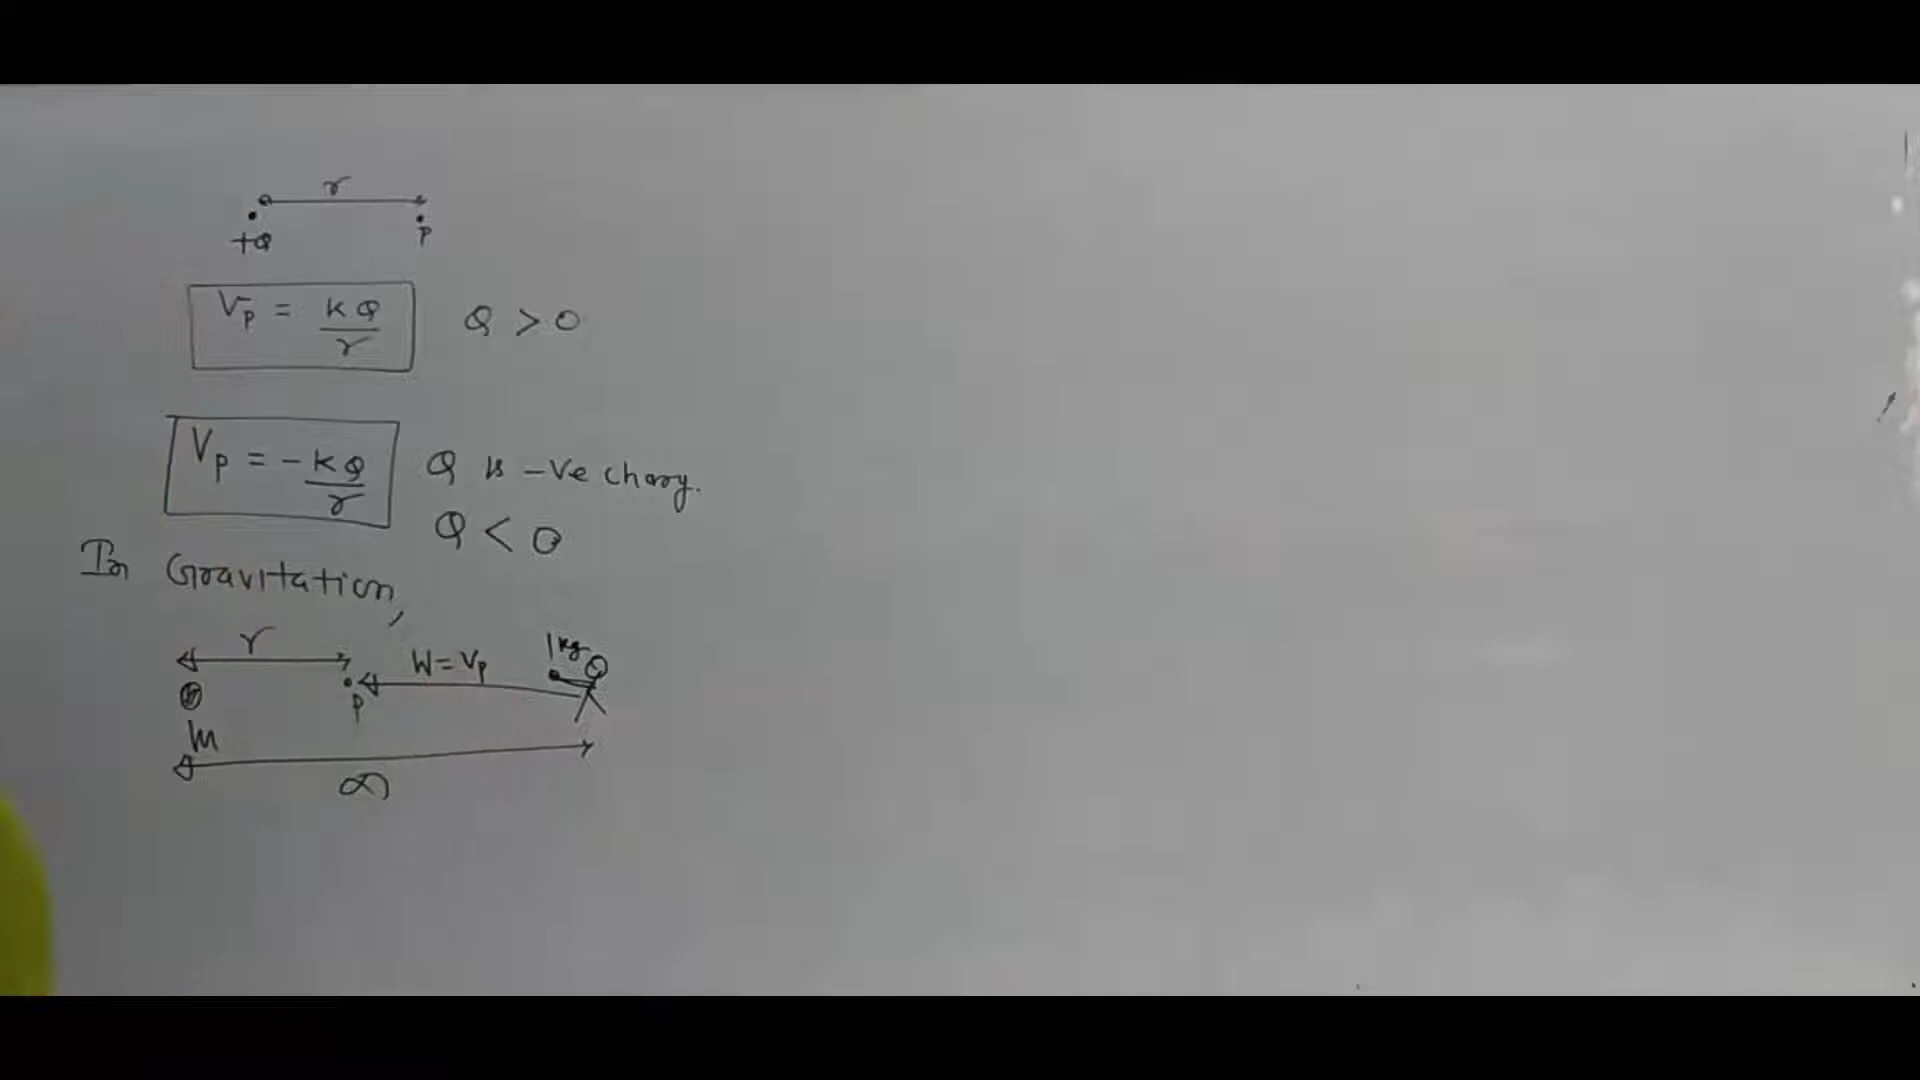 r
+Q P
Vp = KQ/r Q > 0
Vp = -KQ/r Q is -ve charg.
Q < 0
In Gravitation,
r W = Vp 1kg
P
m
∞